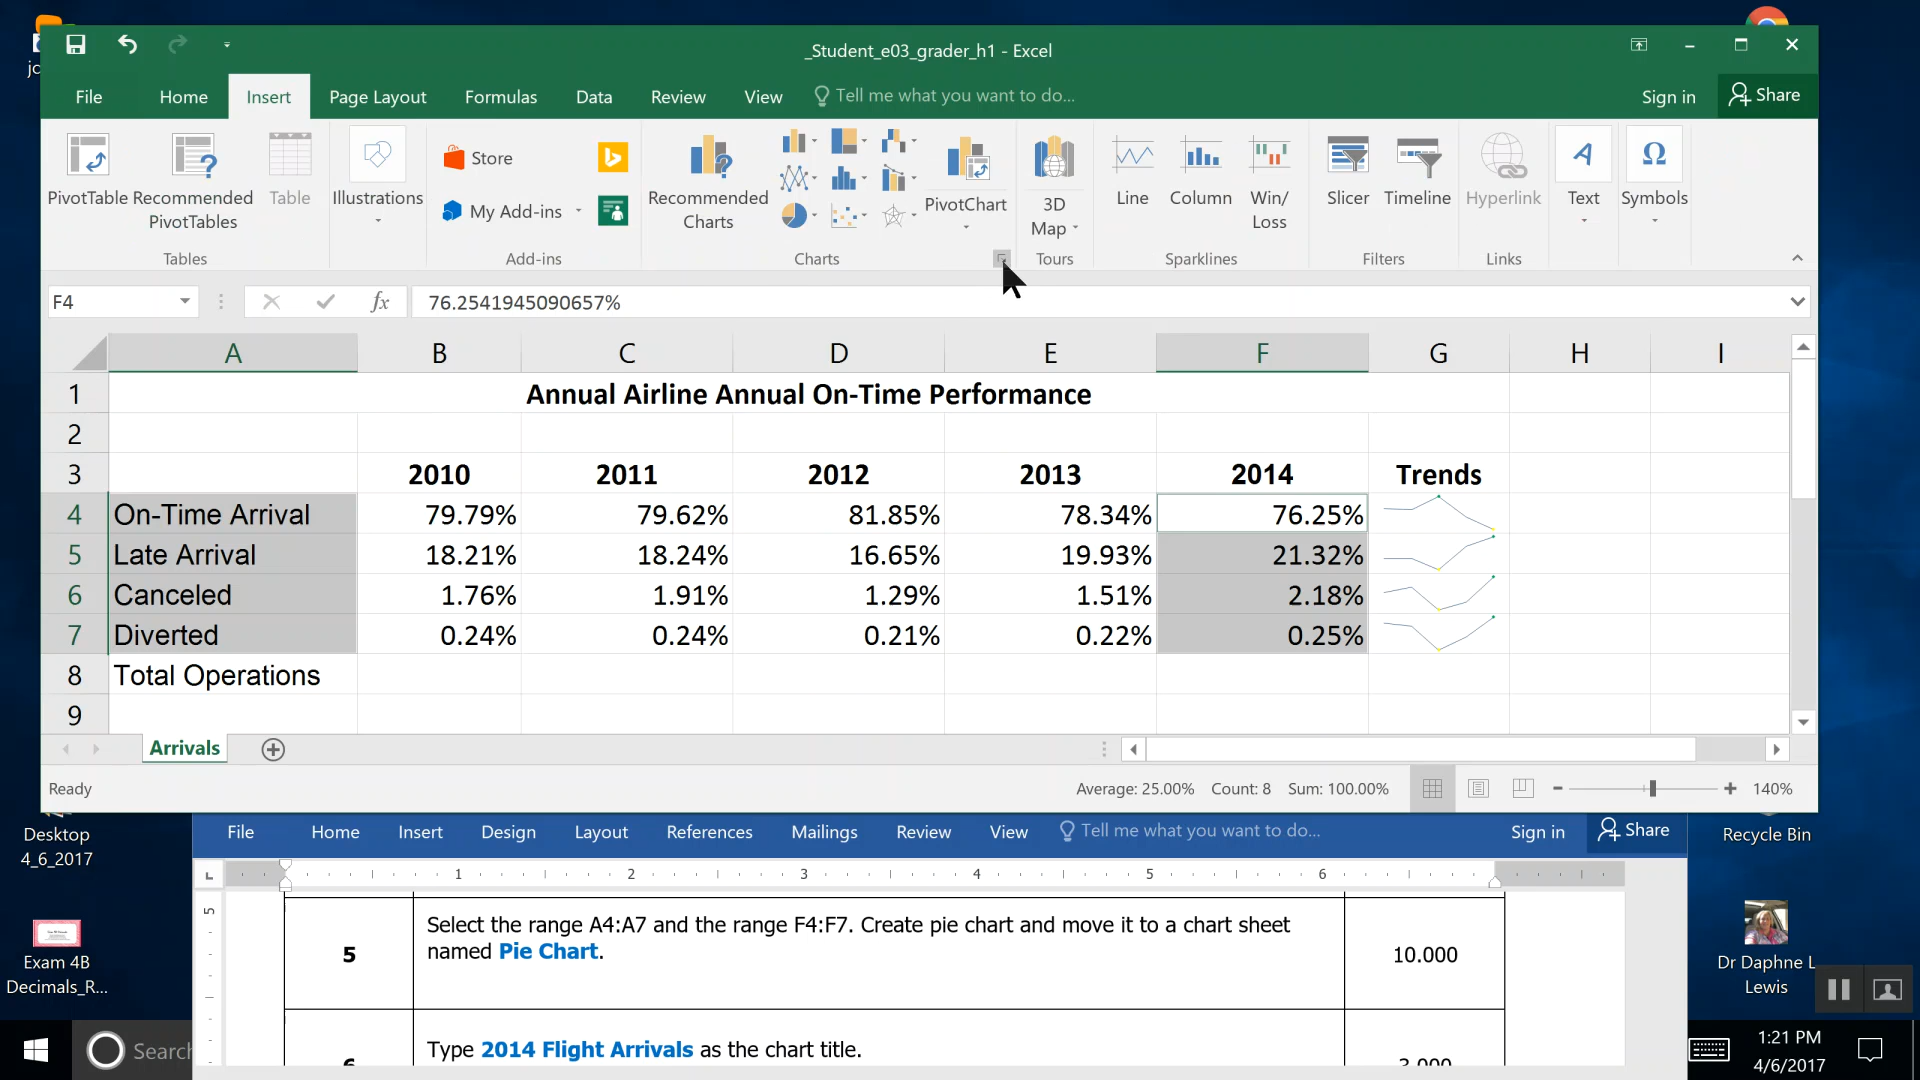 jc
_Student_e03_grader_h1 - Excel
File Home Insert Page Layout Formulas Data Review View Tell me what you want to do... Sign in Share
PivotTable
Recommended
PivotTables
Table
Tables
Illustrations
Store
My Add-ins
Add-ins
Recommended
Charts
PivotChart
Charts
3D
Map
Tours
Line
Column
Win/
Loss
Sparklines
Slicer
Timeline
Filters
Hyperlink
Links
Text
Symbols
F4 fx 76.2541945090657%
A B C D E F G H I
1 Annual Airline Annual On-Time Performance
2
3 2010 2011 2012 2013 2014 Trends
4 On-Time Arrival 79.79% 79.62% 81.85% 78.34% 76.25%
5 Late Arrival 18.21% 18.24% 16.65% 19.93% 21.32%
6 Canceled 1.76% 1.91% 1.29% 1.51% 2.18%
7 Diverted 0.24% 0.24% 0.21% 0.22% 0.25%
8 Total Operations
9
Arrivals
Ready Average: 25.00% Count: 8 Sum: 100.00% 140%
Desktop
4_6_2017
Recycle Bin
File Home Insert Design Layout References Mailings Review View Tell me what you want to do... Sign in Share
1 2 3 4 5 6
5
5
Select the range A4:A7 and the range F4:F7. Create pie chart and move it to a chart sheet
named Pie Chart.
10.000
Type 2014 Flight Arrivals as the chart title.
Exam 4B
Decimals_R...
Dr Daphne L
Lewis
Search
1:21 PM
4/6/2017